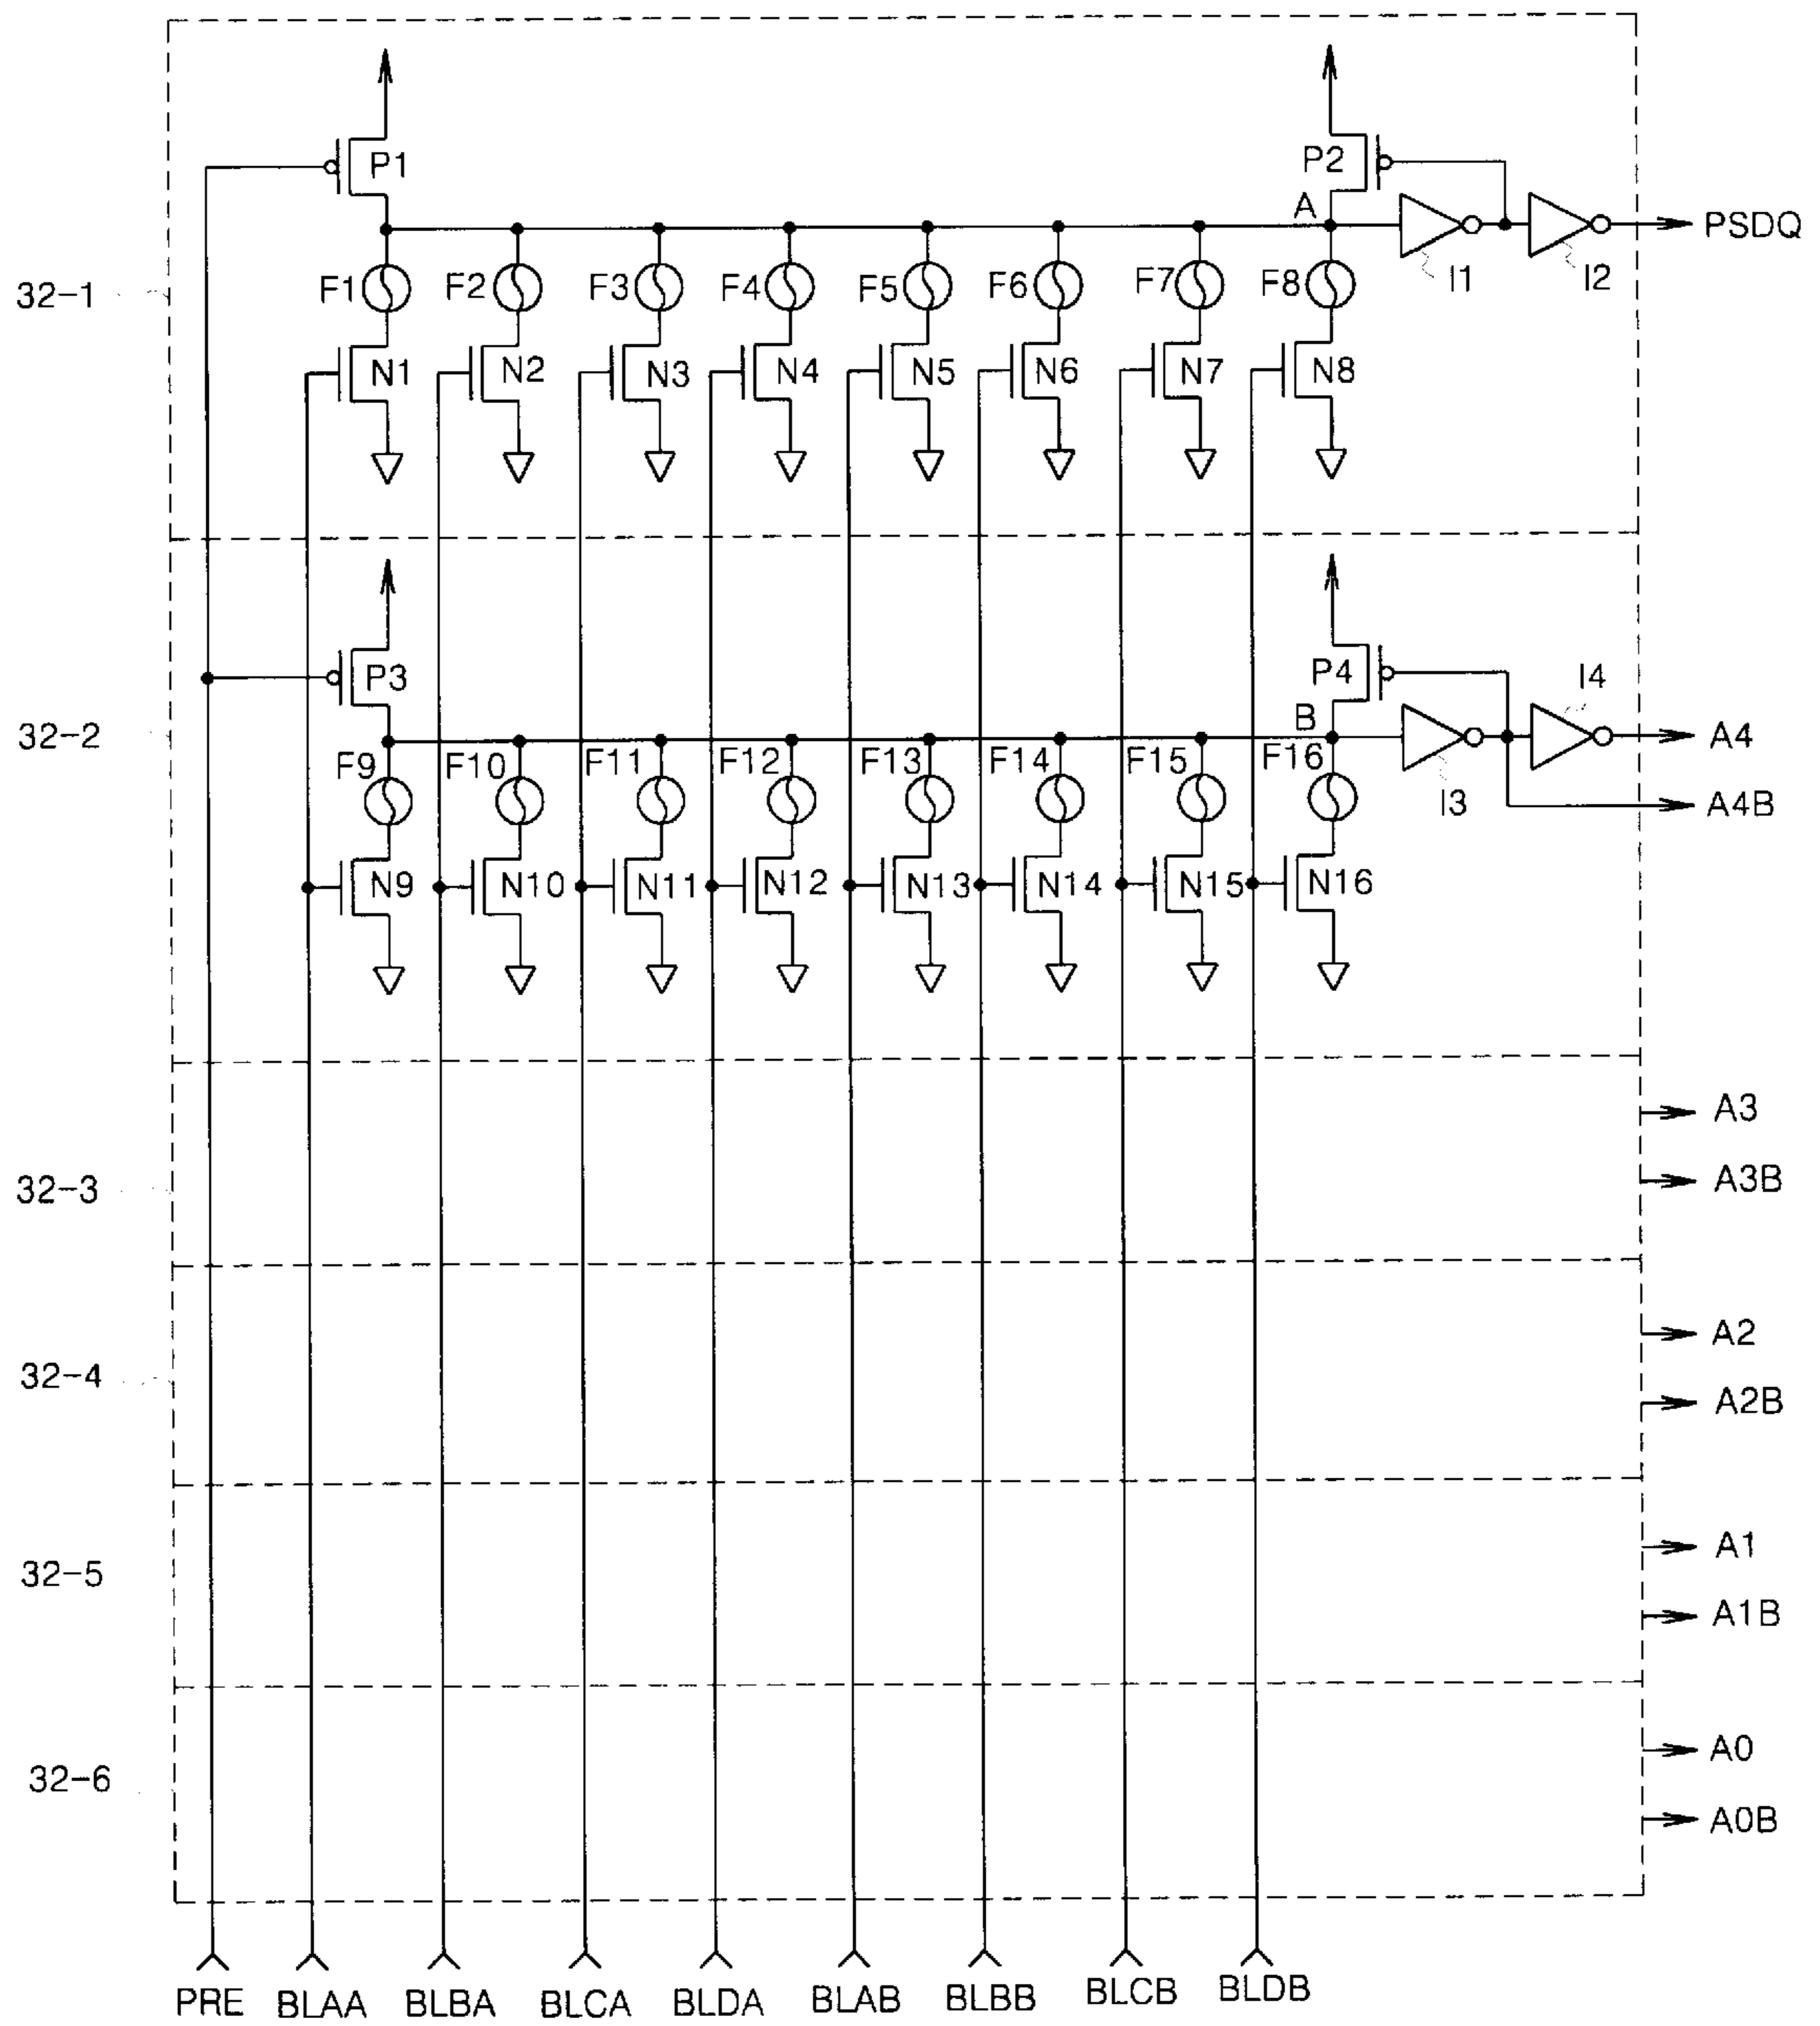 P1
P2
A
PSDQ
I1
I2
32-1
F1
F2
F3
F4
F5
F6
F7
F8
N1
N2
N3
N4
N5
N6
N7
N8
P3
P4
I4
32-2
B
A4
F9
F10
F11
F12
F13
F14
F15
F16
I3
A4B
N9
N10
N11
N12
N13
N14
N15
N16
A3
32-3
A3B
A2
32-4
A2B
A1
32-5
A1B
A0
32-6
A0B
PRE
BLAA
BLBA
BLCA
BLDA
BLAB
BLBB
BLCB
BLDB